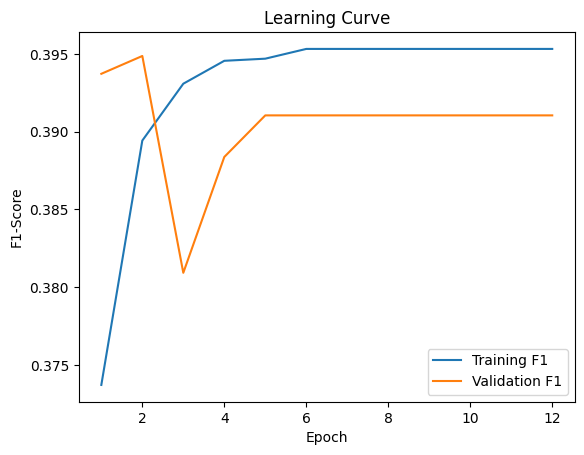 Learning Curve
0.395
0.390
0.385
0.380
0.375
F1-Score
2
4
6
8
10
12
Epoch
Training F1
Validation F1